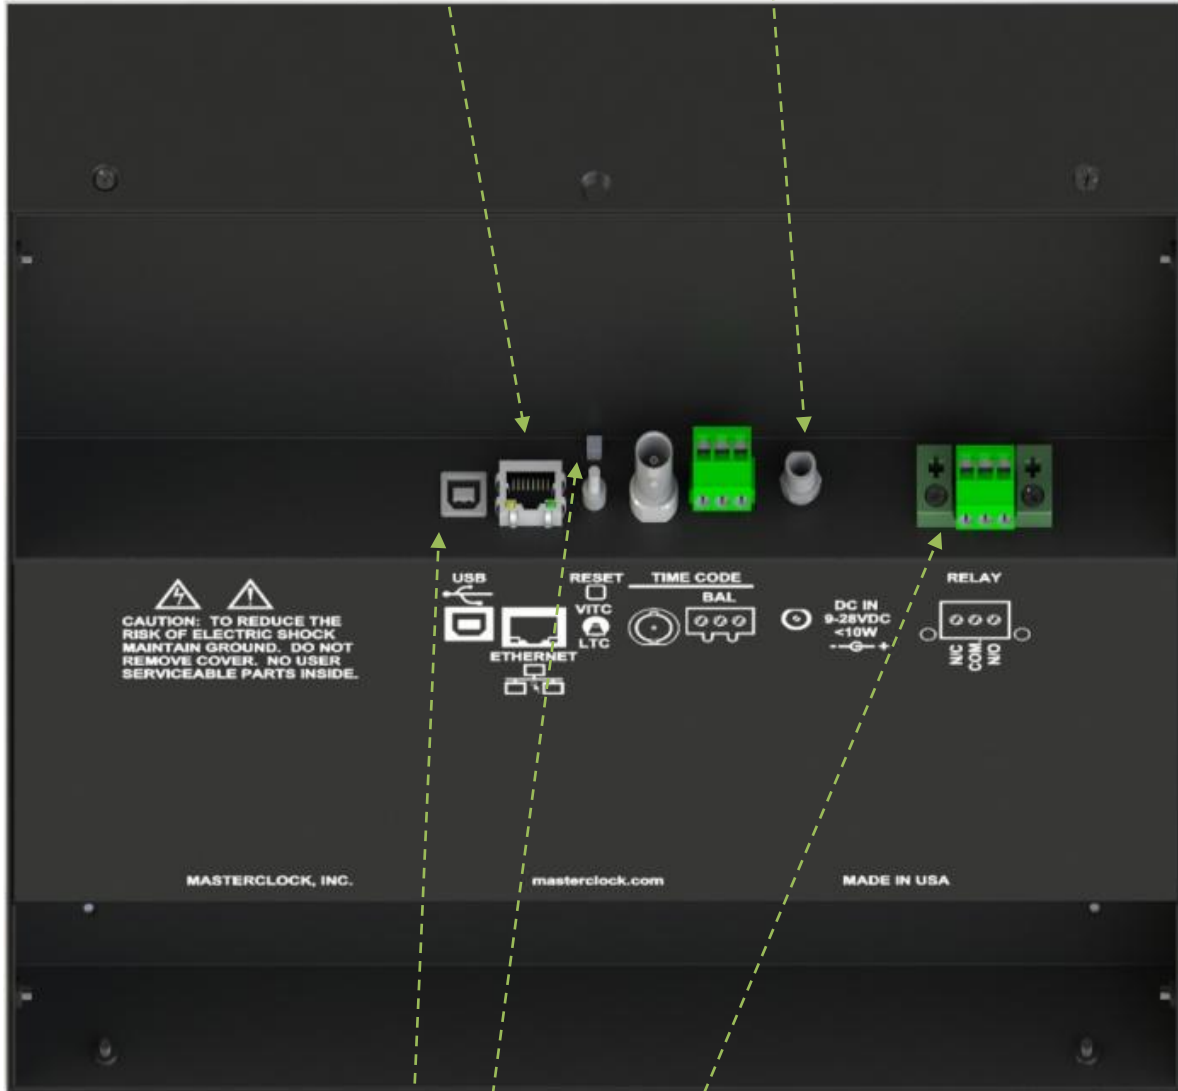 USB
RESET
TIME CODE
BAL
VITC
LTC
ETHERNET
DC IN
9-28VDC
<10W
- +
RELAY
N/C
COM
N/O
CAUTION: TO REDUCE THE
RISK OF ELECTRIC SHOCK
MAINTAIN GROUND. DO NOT
REMOVE COVER. NO USER
SERVICEABLE PARTS INSIDE.
MASTERCLOCK, INC.
masterclock.com
MADE IN USA